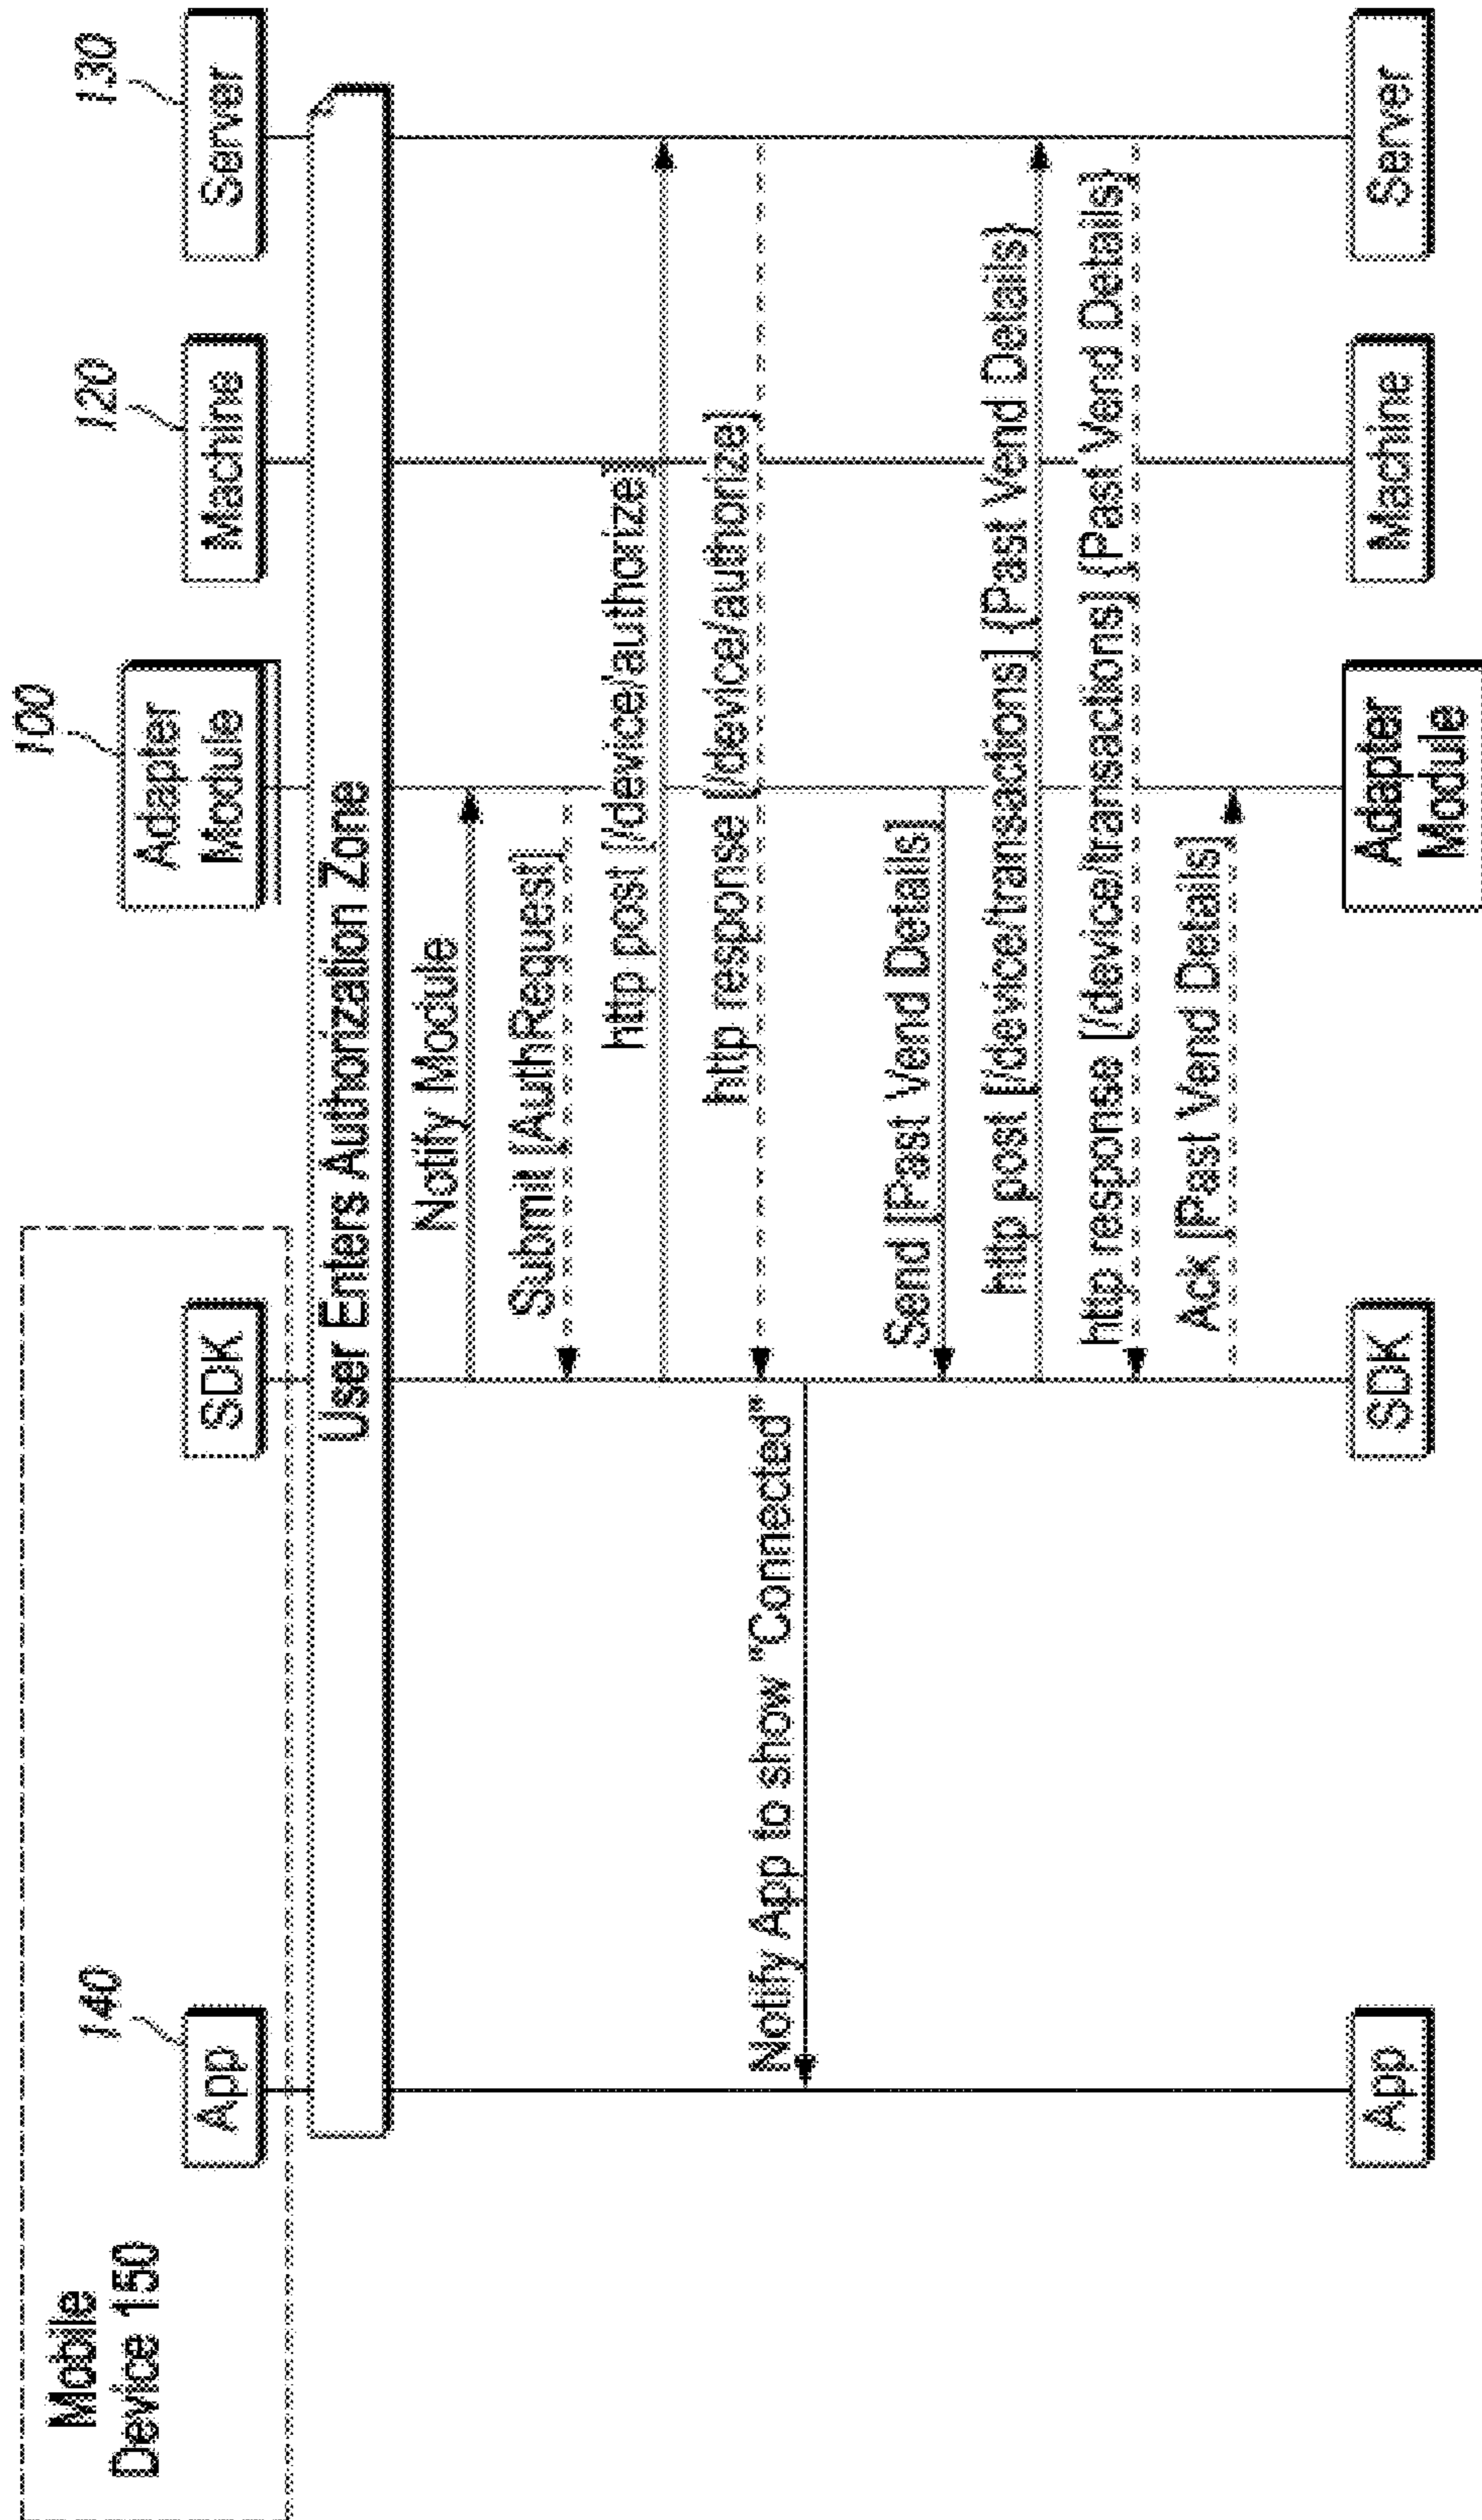 Mobile
Device 150
140
100
120
130
App
SDK
Adapter
Module
Machine
Server
User Enters Authorization Zone
Notify Module
Submit [AuthRequest]
http post [/device/authorize]
http response [/device/authorize]
Notify App to show "Connected"
Send [Past Vend Details]
http post [/device/transactions] {Past Vend Details}
http response [/device/transactions] {Past Vend Details}
Ack [Past Vend Details]
App
SDK
Adapter
Module
Machine
Server